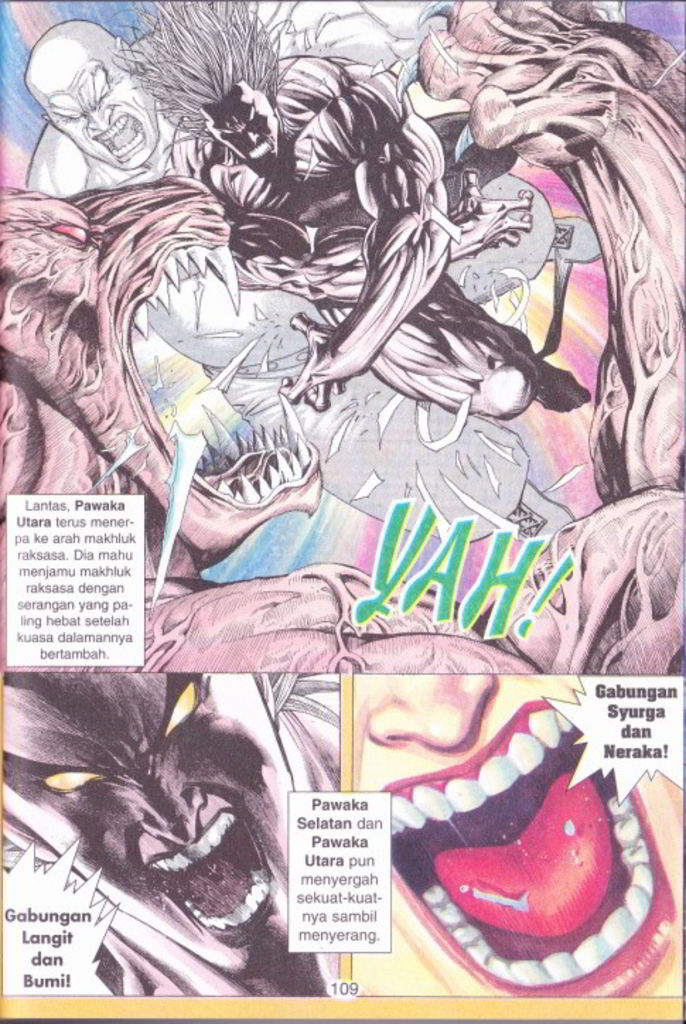 Lantas, Pawaka
Utara terus mener-
pa ke arah makhluk
raksasa. Dia mahu
menjamu makhluk
raksasa dengan
serangan yang pa-
ling hebat setelah
kuasa dalamannya
bertambah.
YAH!
Gabungan
Langit
dan
Bumi!
Pawaka
Selatan dan
Pawaka
Utara pun
menyergah
sekuat-kuat-
nya sambil
menyerang.
Gabungan
Syurga
dan
Neraka!
109